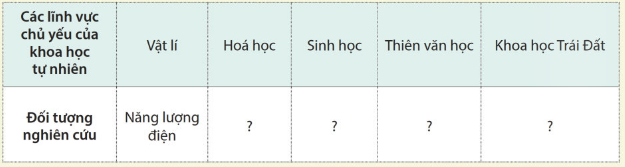 Các lĩnh vực
chủ yếu của
khoa học
tự nhiên
Vật lí
Hoá học
Sinh học
Thiên văn học
Khoa học Trái Đất
Đối tượng
nghiên cứu
Năng lượng
điện
?
?
?
?